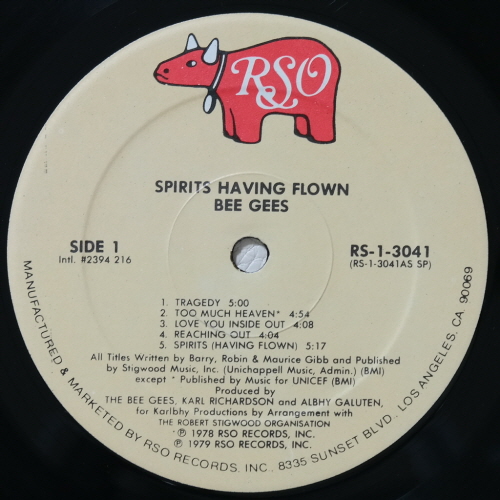 RSO
SPIRITS HAVING FLOWN
BEE GEES
SIDE 1
Intl. #2394 216
RS-1-3041
(RS-1-3041AS SP)
1. TRAGEDY 5:00
2. TOO MUCH HEAVEN* 4:54
3. LOVE YOU INSIDE OUT 4:08
4. REACHING OUT 4:04
5. SPIRITS (HAVING FLOWN) 5:17
All Titles Written by Barry, Robin & Maurice Gibb and Published
by Stigwood Music, Inc. (Unichappell Music, Admin.) (BMI)
except * Published by Music for UNICEF (BMI)
Produced by
THE BEE GEES, KARL RICHARDSON and ALBHY GALUTEN,
for Karlbhy Productions by Arrangement with
THE ROBERT STIGWOOD ORGANISATION
*℗ 1978 RSO RECORDS, INC.
℗ 1979 RSO RECORDS, INC.
MANUFACTURED & MARKETED BY RSO RECORDS, INC., 8335 SUNSET BLVD., LOS ANGELES, CA. 90069